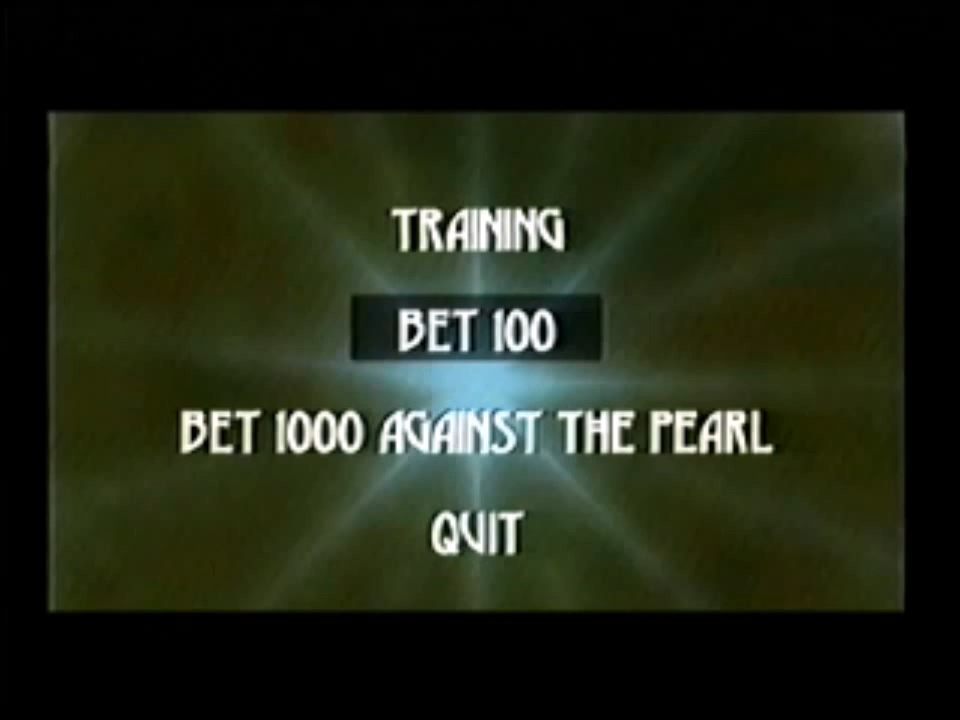 TRAINING
BET 100
BET 1000 AGAINST THE PEARL
QUIT